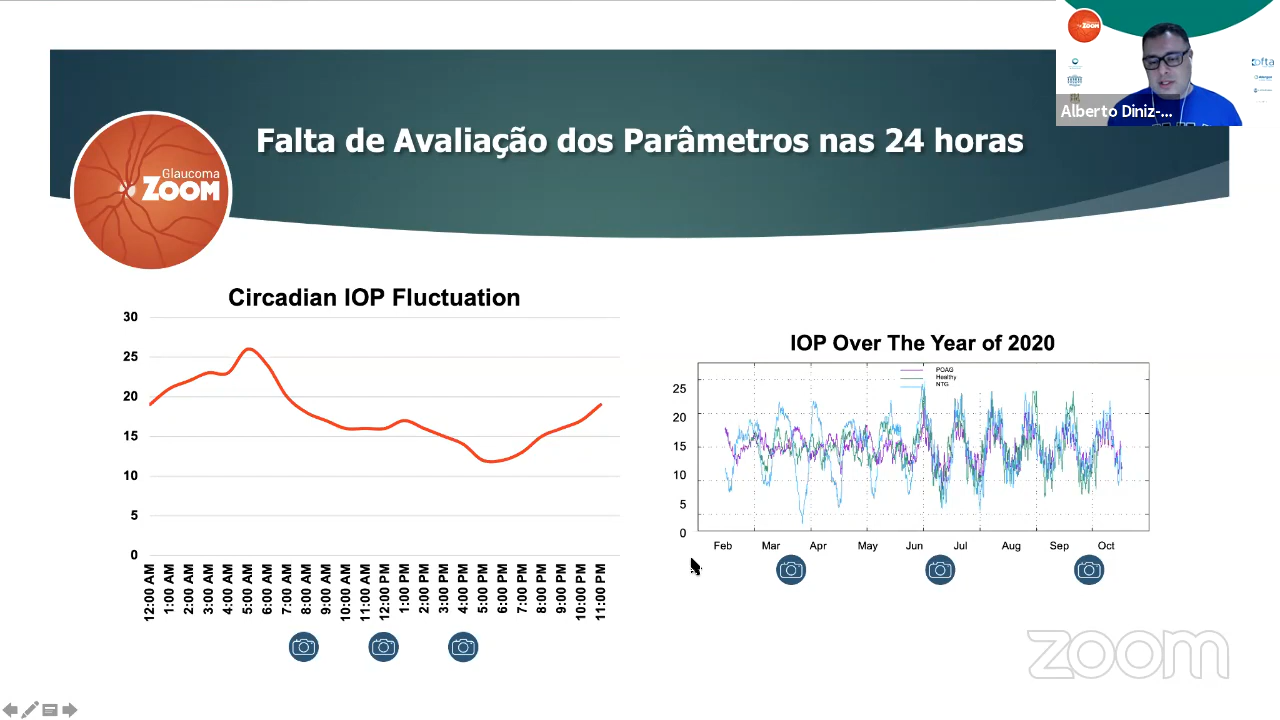 Falta de Avaliação dos Parâmetros nas 24 horas
Glaucoma
ZOOM
Alberto Diniz-...
ZOOM
ofta
Circadian IOP Fluctuation
30
25
20
15
10
5
0
12:00 AM
1:00 AM
2:00 AM
3:00 AM
4:00 AM
5:00 AM
6:00 AM
7:00 AM
8:00 AM
9:00 AM
10:00 AM
11:00 AM
12:00 PM
1:00 PM
2:00 PM
3:00 PM
4:00 PM
5:00 PM
6:00 PM
7:00 PM
8:00 PM
9:00 PM
10:00 PM
11:00 PM
IOP Over The Year of 2020
POAG
Healthy
NTG
25
20
15
10
5
0
Feb Mar Apr May Jun Jul Aug Sep Oct
zoom